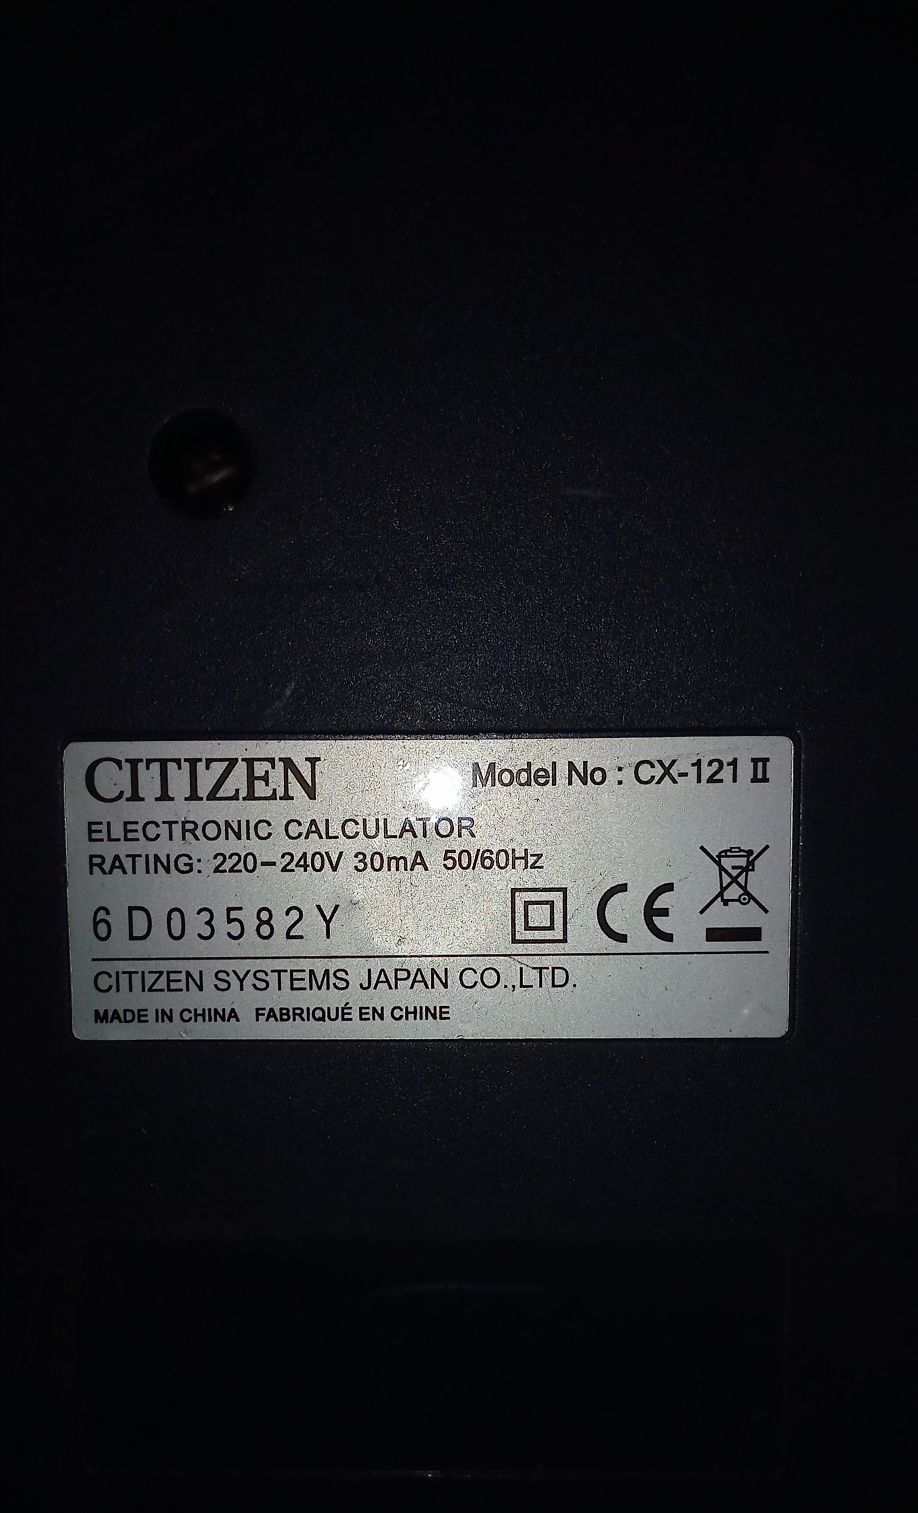 CITIZEN Model No : CX-121 II
ELECTRONIC CALCULATOR
RATING: 220–240V 30mA 50/60Hz
6D03582Y CE
CITIZEN SYSTEMS JAPAN CO.,LTD.
MADE IN CHINA FABRIQUÉ EN CHINE